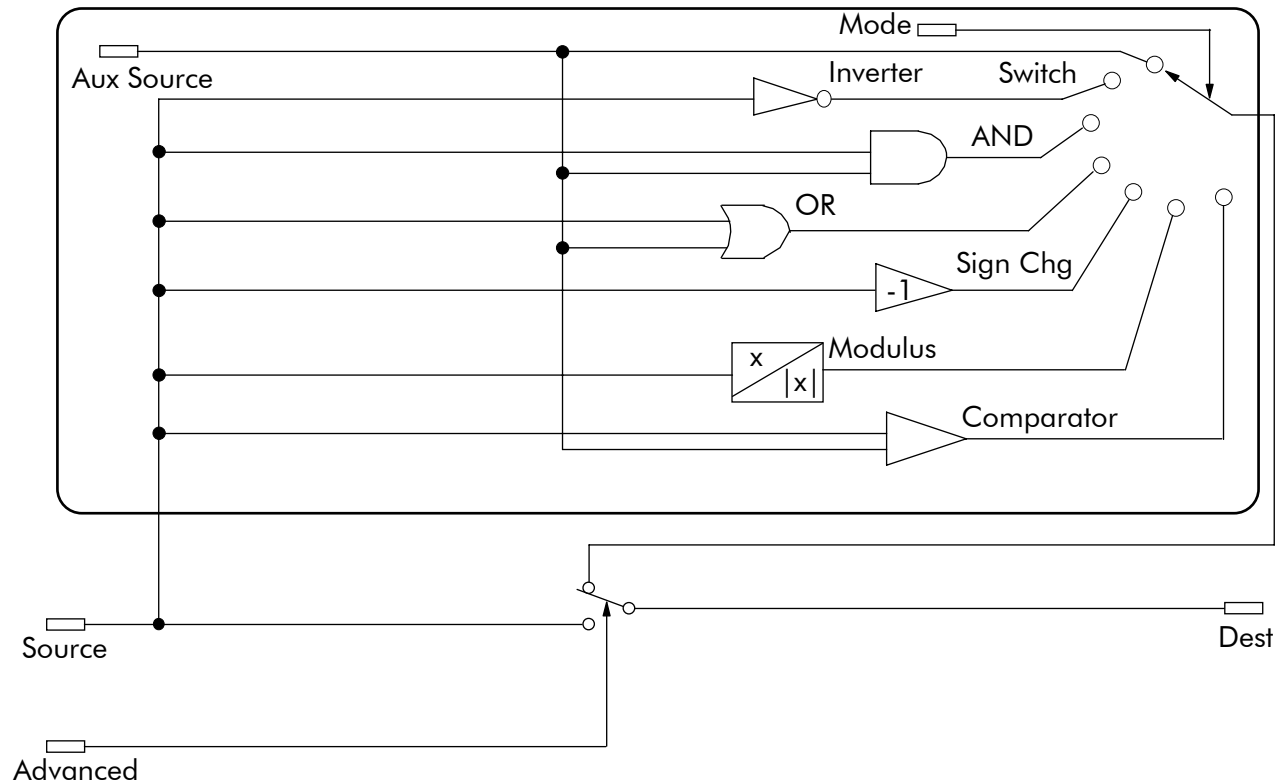 Mode
Aux Source
Inverter
Switch
AND
OR
Sign Chg
-1
Modulus
x
|x|
Comparator
Source
Dest
Advanced